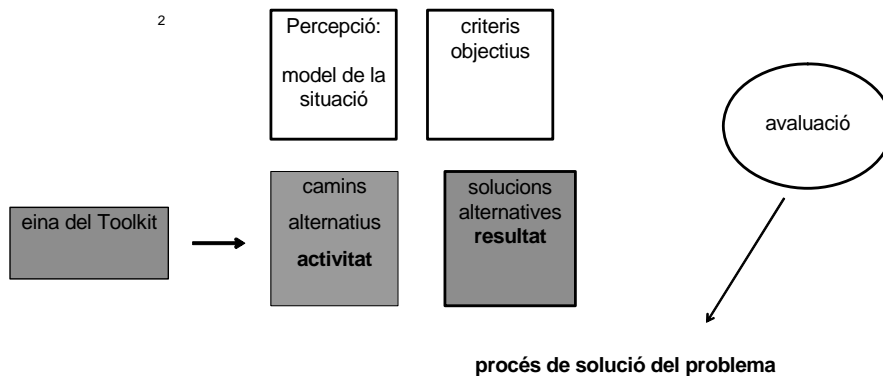 2
Percepció:
model de la
situació
criteris
objectius
avaluació
eina del Toolkit
camins
alternatius
activitat
solucions
alternatives
resultat
procés de solució del problema